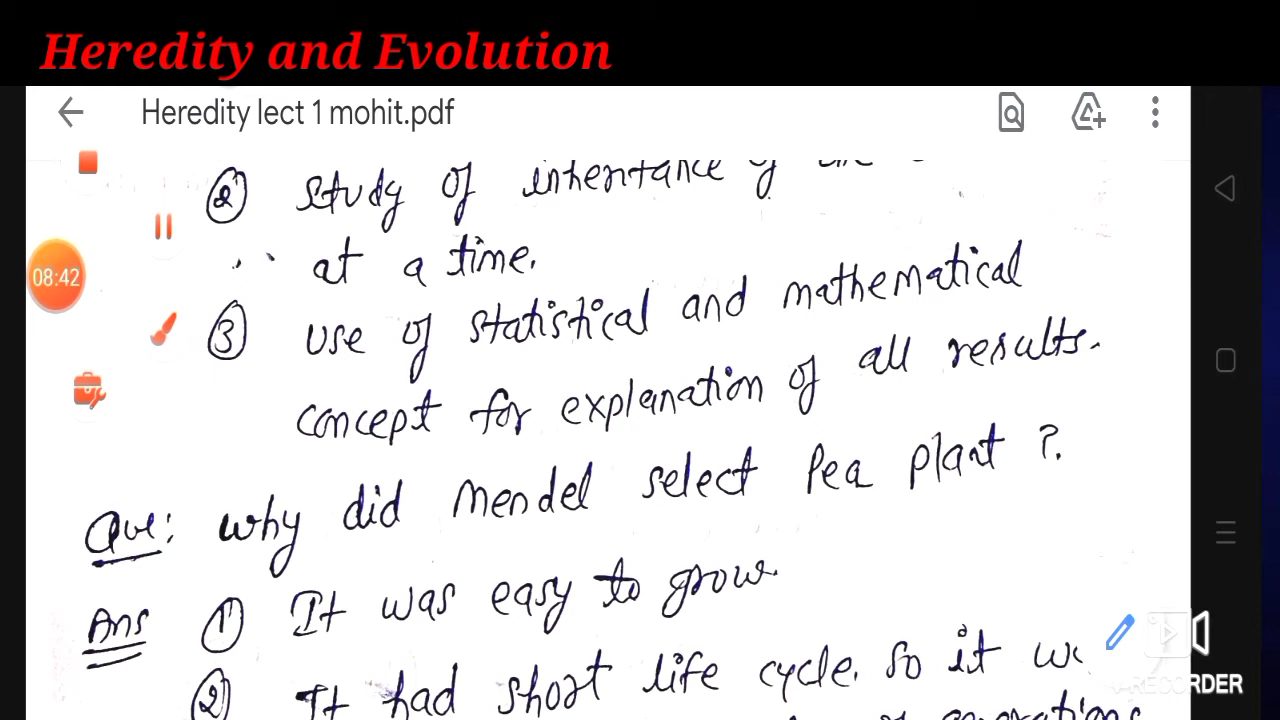 Heredity and Evolution
Heredity lect 1 mohit.pdf
② Study of inheritance of
at a time.
08:42
③ use of statistical and mathematical
concept for explanation of all results.
Que: why did Mendel select Pea plant ?
Ans ① It was easy to grow.
② It had short life cycle. So it
RECORDER
generations